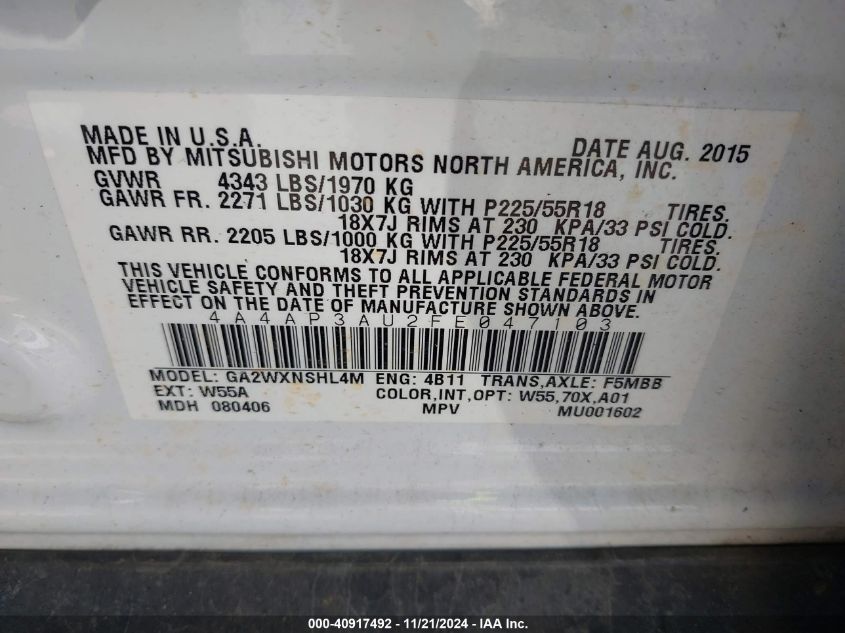 MADE IN U.S.A. DATE AUG. 2015
MFD BY MITSUBISHI MOTORS NORTH AMERICA, INC.
GVWR 4343 LBS/1970 KG
GAWR FR. 2271 LBS/1030 KG WITH P225/55R18 TIRES.
18X7J RIMS AT 230 KPA/33 PSI COLD.
GAWR RR. 2205 LBS/1000 KG WITH P225/55R18 TIRES.
18X7J RIMS AT 230 KPA/33 PSI COLD.
THIS VEHICLE CONFORMS TO ALL APPLICABLE FEDERAL MOTOR
VEHICLE SAFETY AND THEFT PREVENTION STANDARDS IN
EFFECT ON THE DATE OF MANUFACTURE SHOWN ABOVE.
4A4AP3AU2FE047103
MODEL: GA2WXNSHL4M ENG: 4B11 TRANS,AXLE: F5MBB
EXT: W55A COLOR,INT,OPT: W55,70X,A01
MDH 080406 MPV MU001602
000-40917492 - 11/21/2024 - IAA Inc.